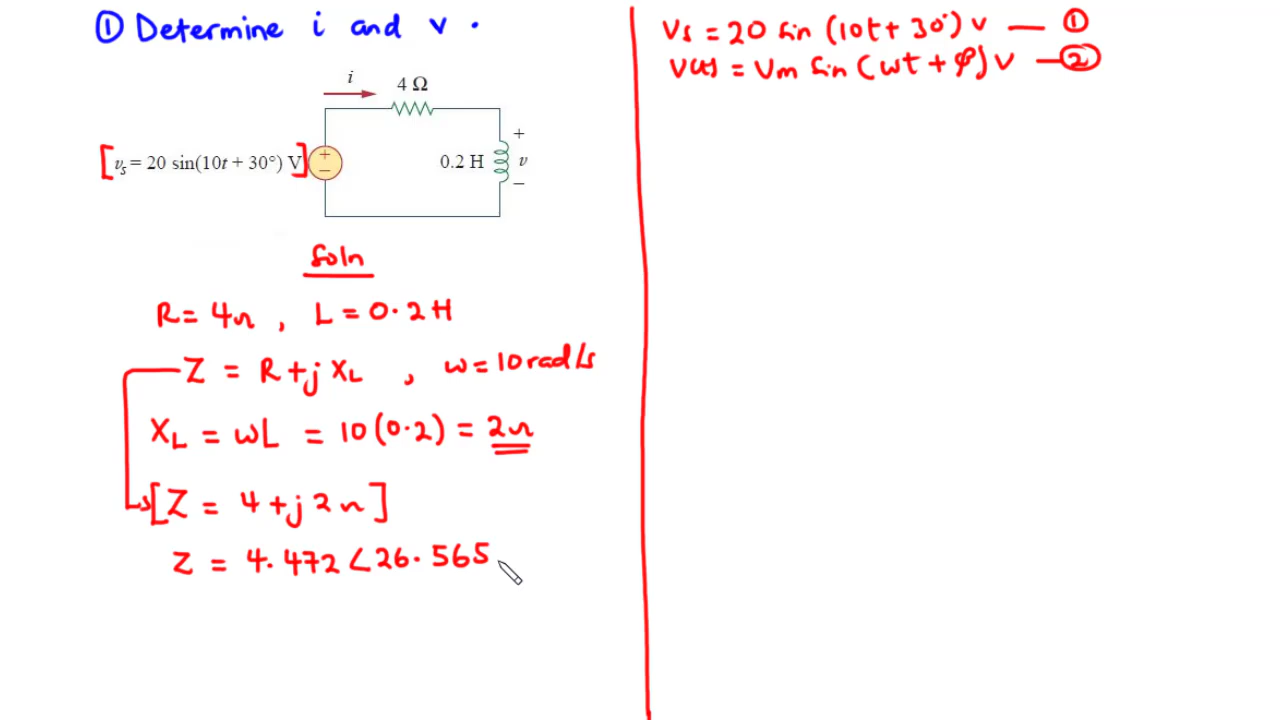 ① Determine i and v.
i
4 Ω
[vₛ = 20 sin(10t + 30°) V]
+
−
0.2 H
+
v
−
Soln
R = 4Ω , L = 0.2H
Z = R + j XL , ω = 10 rad/s
XL = ωL = 10(0.2) = 2Ω
[Z = 4 + j2Ω]
Z = 4.472 < 26.565
Vs = 20 sin (10t + 30°) V — ①
V(t) = Vm sin (ωt + φ) V — ②